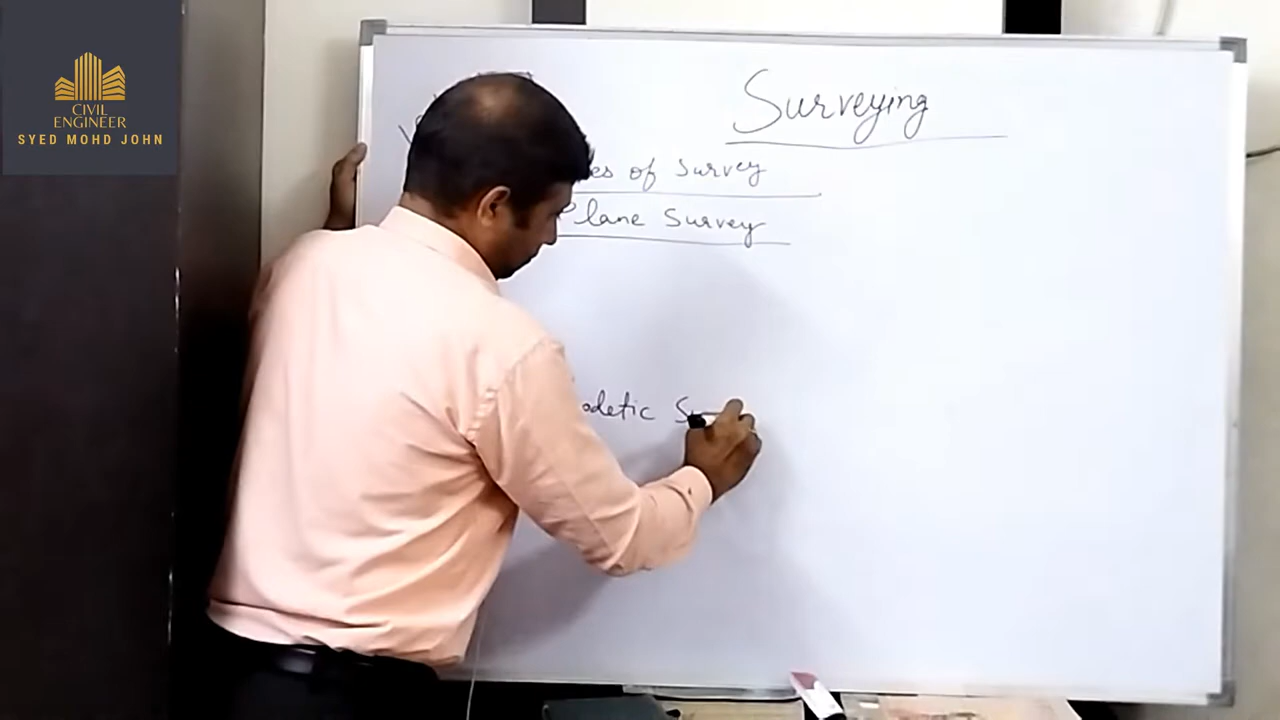 CIVIL
ENGINEER
SYED MOHD JOHN
Surveying
es of Survey
Plane Survey
odetic S